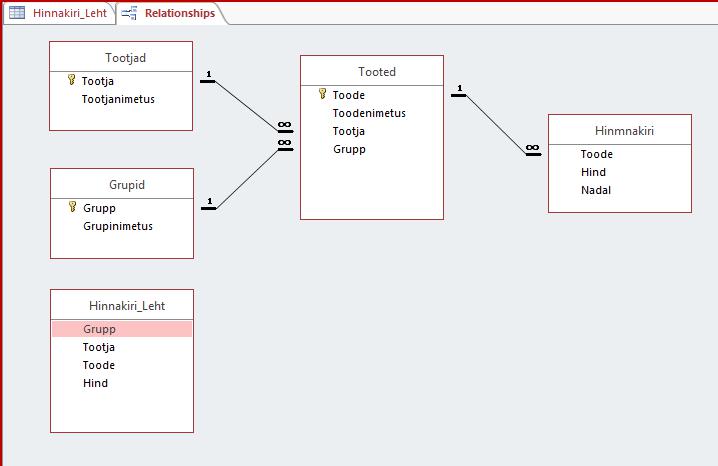 Hinnakiri_Leht
Relationships
Tootjad
Tootja
Tootjanimetus
1
∞
∞
1
Grupid
Grupp
Grupinimetus
Tooted
Toode
Toodenimetus
Tootja
Grupp
1
∞
Hinmnakiri
Toode
Hind
Nadal
Hinnakiri_Leht
Grupp
Tootja
Toode
Hind